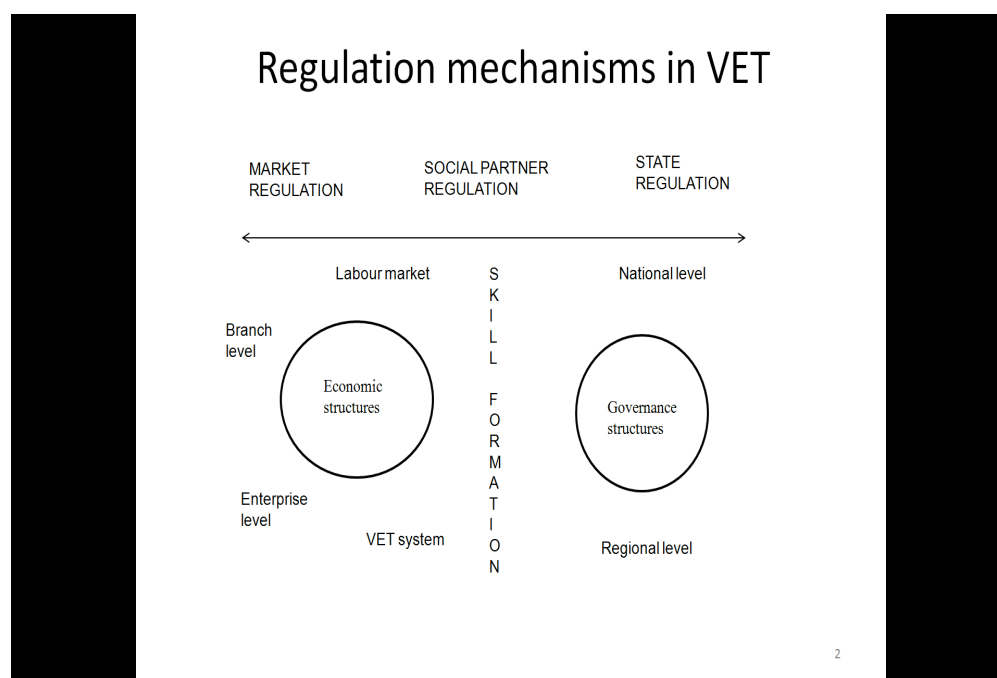 Regulation mechanisms in VET
MARKET
REGULATION
SOCIAL PARTNER
REGULATION
STATE
REGULATION
Labour market
National level
Branch
level
Economic
structures
Enterprise
level
VET system
S
K
I
L
L
F
O
R
M
A
T
I
O
N
Governance
structures
Regional level
2